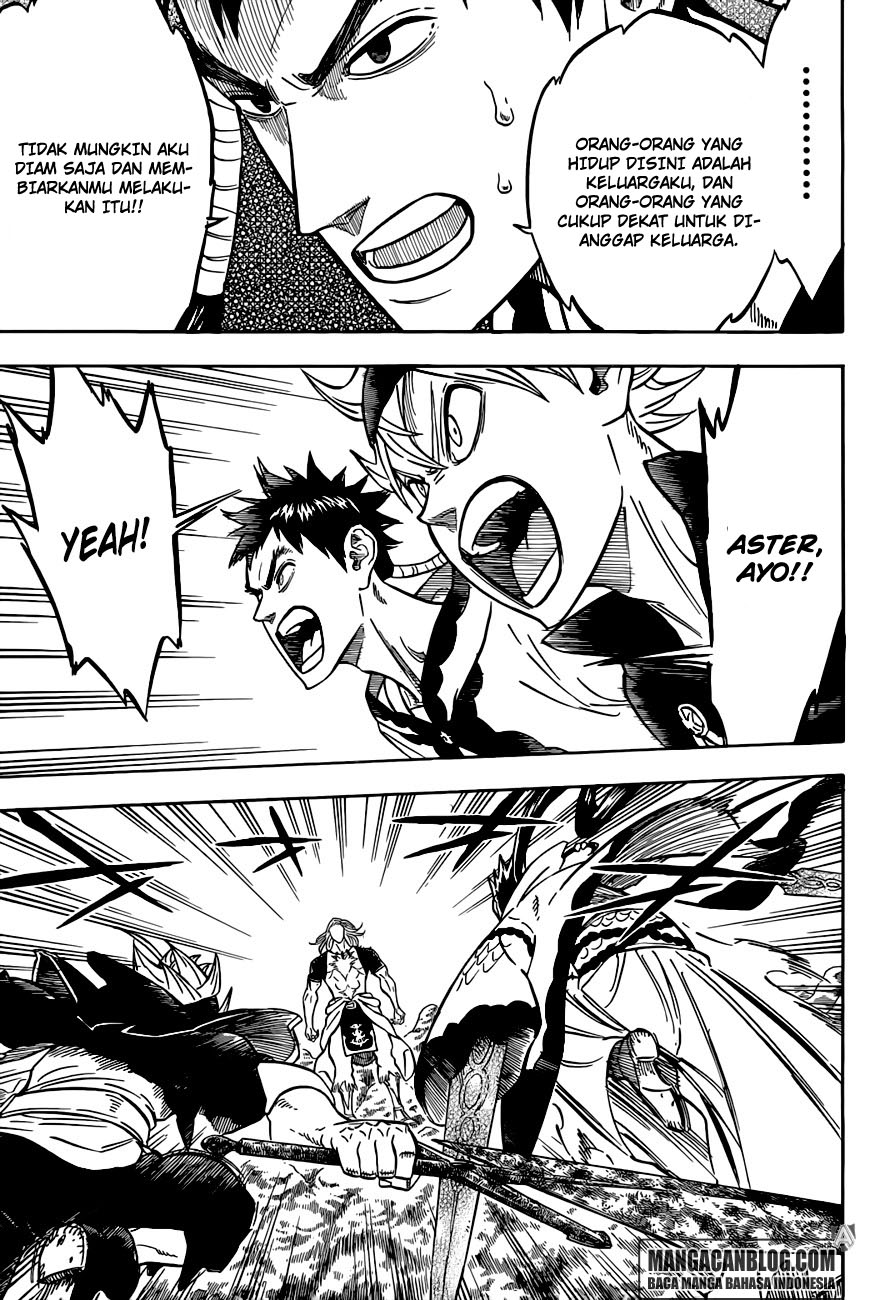 ..........
ORANG-ORANG YANG
HIDUP DISINI ADALAH
KELUARGAKU, DAN
ORANG-ORANG YANG
CUKUP DEKAT UNTUK DI-
ANGGAP KELUARGA.
TIDAK MUNGKIN AKU
DIAM SAJA DAN MEM-
BIARKANMU MELAKU-
KAN ITU!!
ASTER,
AYO!!
YEAH!
MANGACANBLOG.COM
BACA MANGA BAHASA INDONESIA